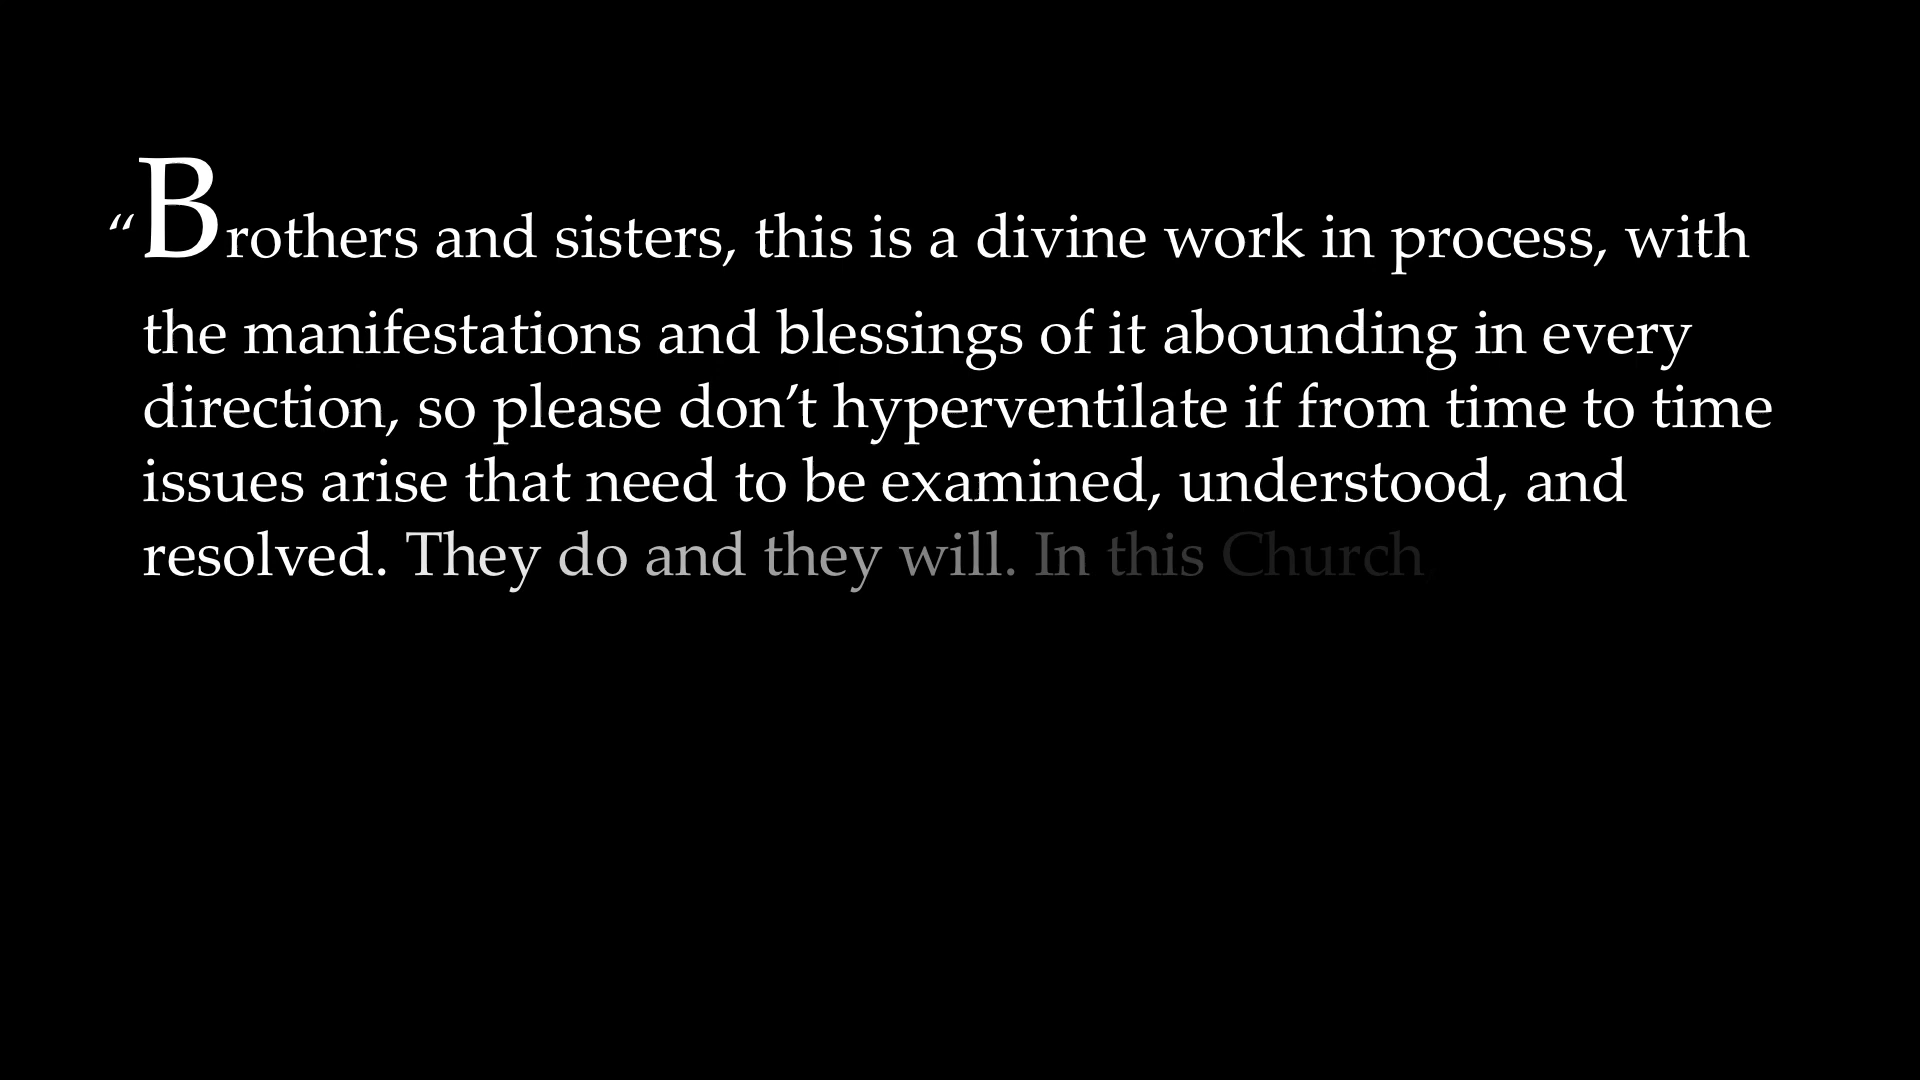 “Brothers and sisters, this is a divine work in process, with
the manifestations and blessings of it abounding in every
direction, so please don’t hyperventilate if from time to time
issues arise that need to be examined, understood, and
resolved. They do and they will. In this Church,